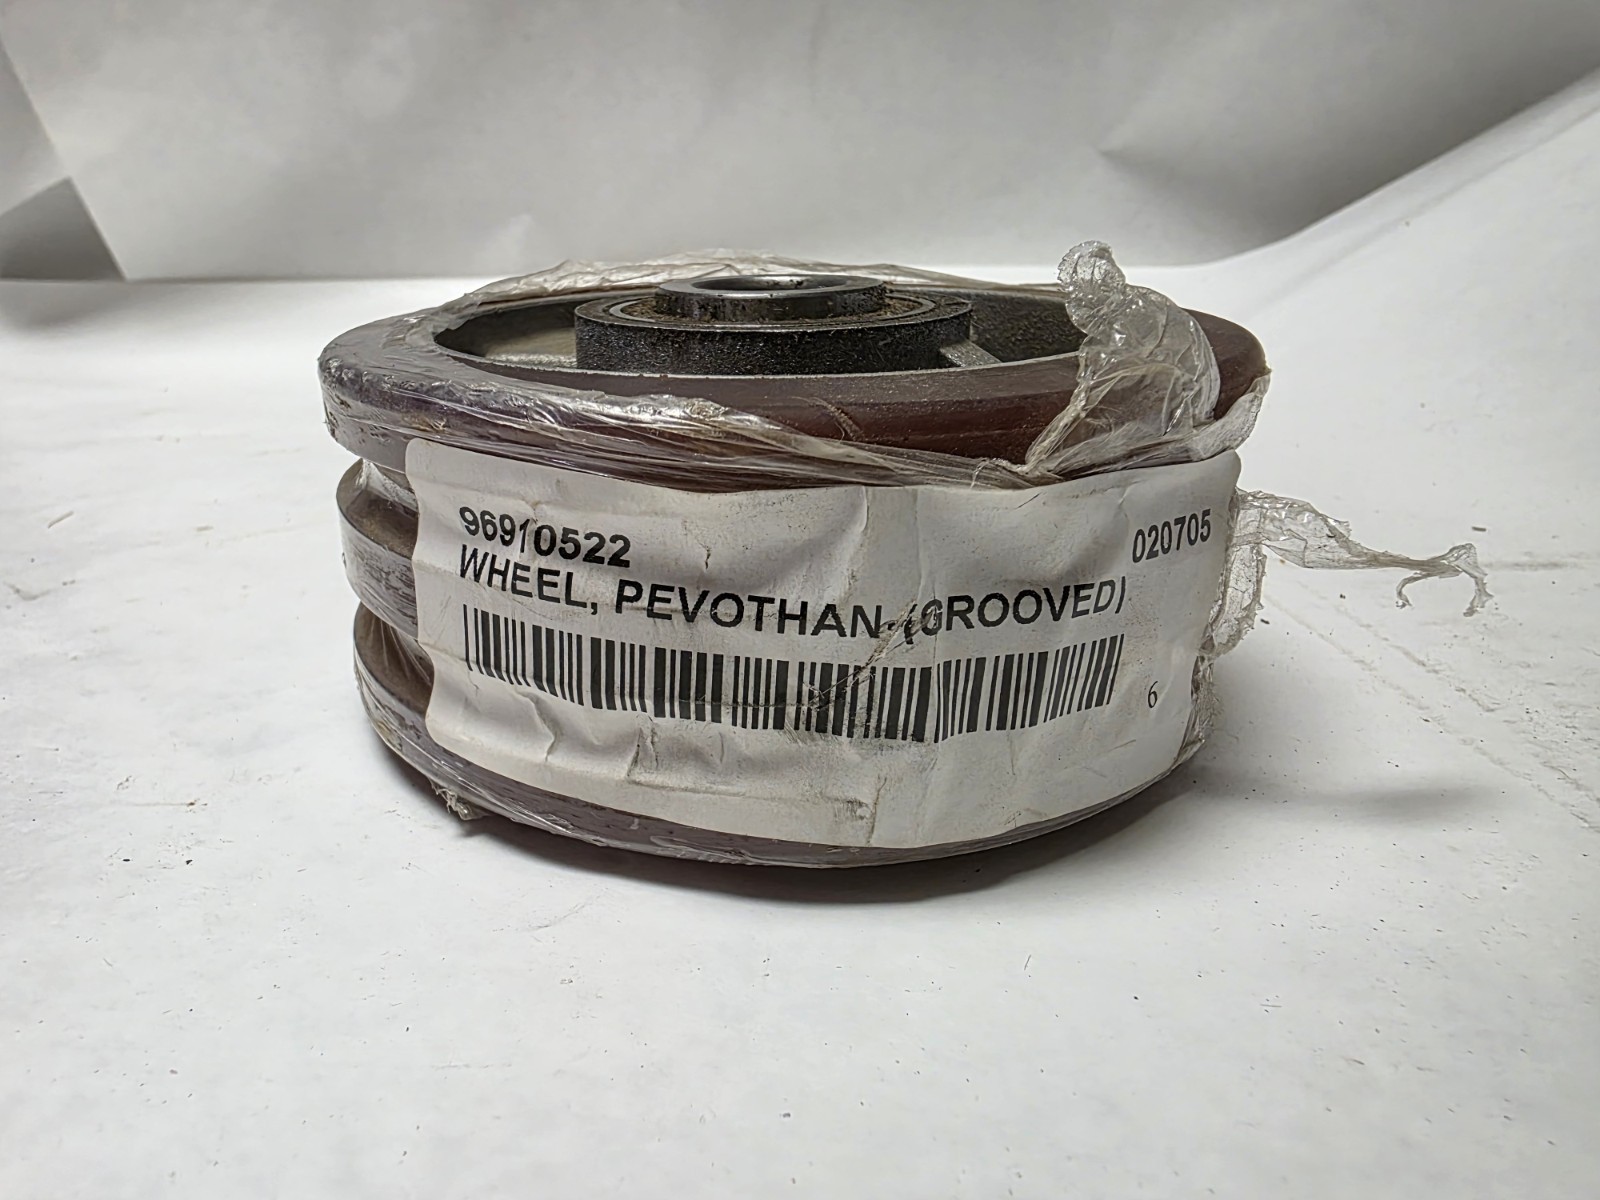 96910522 020705
WHEEL, PEVOTHAN (GROOVED)
6